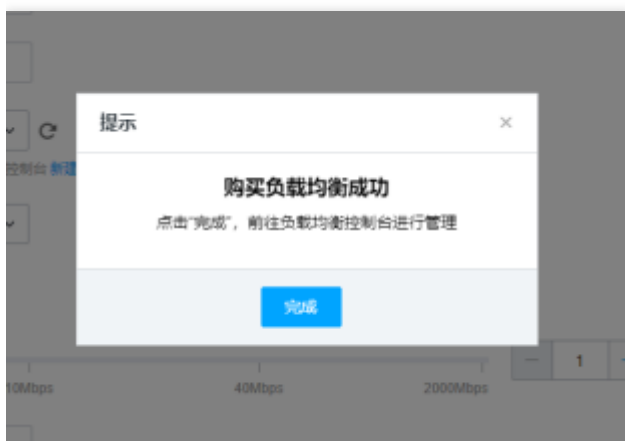 提示
控制台 新建
购买负载均衡成功
点击“完成”，前往负载均衡控制台进行管理
完成
1
10Mbps
40Mbps
2000Mbps